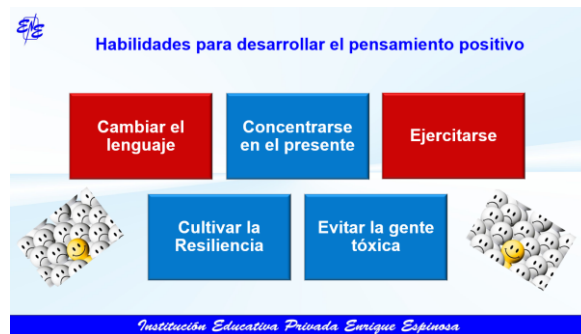 ENE
Habilidades para desarrollar el pensamiento positivo
Cambiar el
lenguaje
Concentrarse
en el presente
Ejercitarse
Cultivar la
Resiliencia
Evitar la gente
tóxica
Institución Educativa Privada Enrique Espinosa